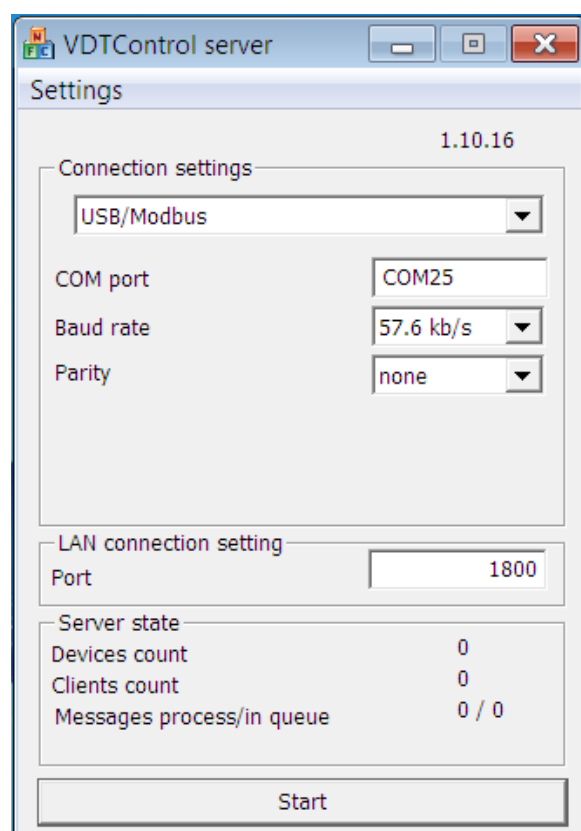 N
F C
VDTControl server
Settings
1.10.16
Connection settings
USB/Modbus
COM port COM25
Baud rate 57.6 kb/s
Parity none
LAN connection setting
Port 1800
Server state
Devices count 0
Clients count 0
Messages process/in queue 0 / 0
Start